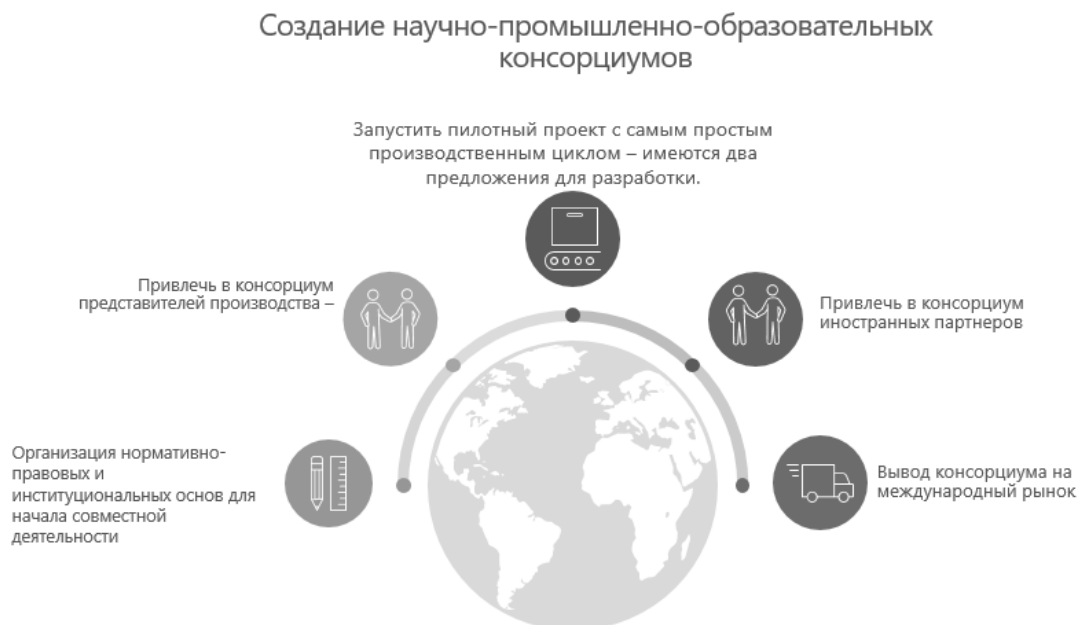 Создание научно-промышленно-образовательных
консорциумов
Запустить пилотный проект с самым простым
производственным циклом – имеются два
предложения для разработки.
Привлечь в консорциум
представителей производства –
Привлечь в консорциум
иностранных партнеров
Организация нормативно-
правовых и
институциональных основ для
начала совместной
деятельности
Вывод консорциума на
международный рынок